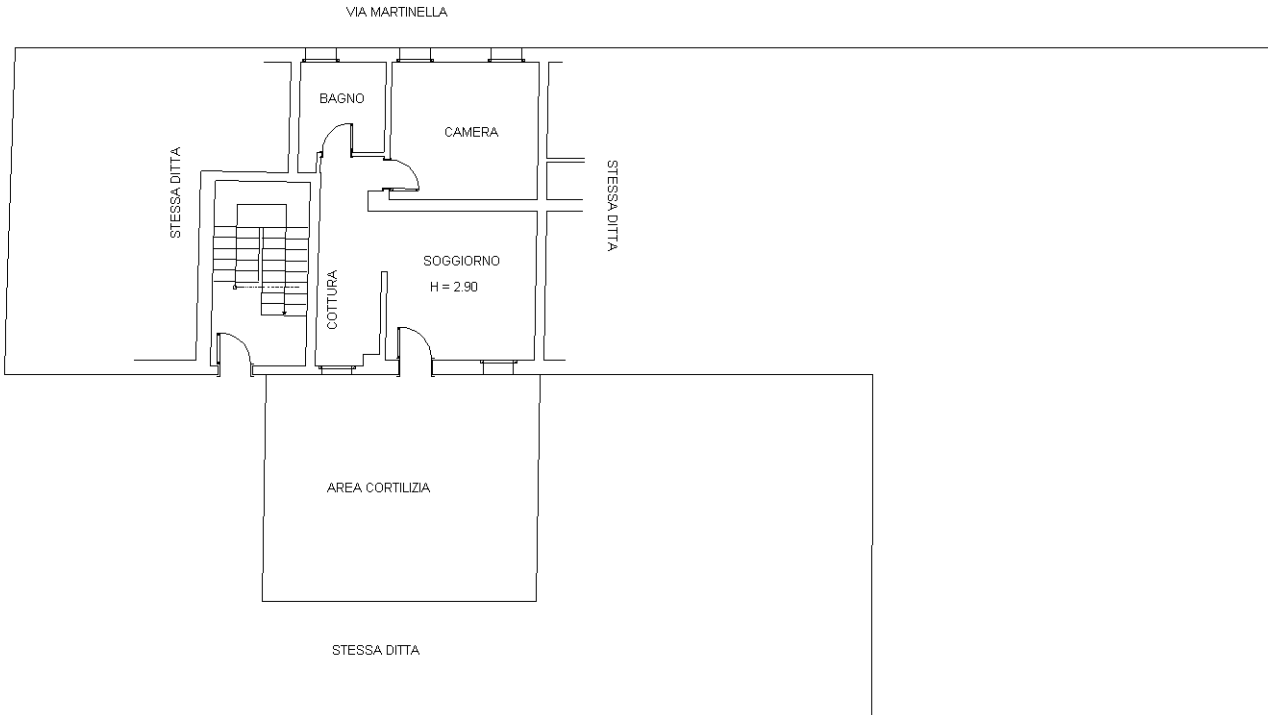 VIA MARTINELLA
BAGNO
CAMERA
STESSA DITTA
STESSA DITTA
SOGGIORNO
H = 2.90
COTTURA
AREA CORTILIZIA
STESSA DITTA